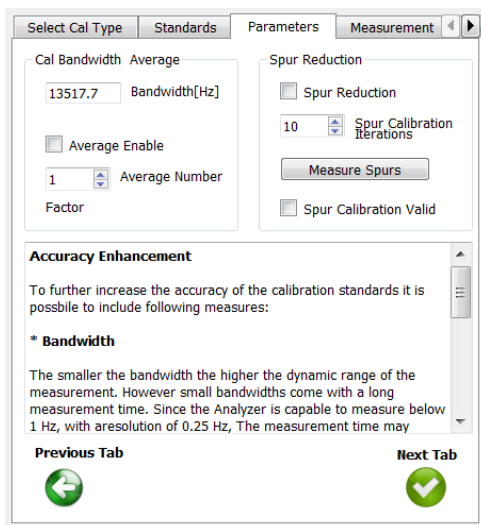 Select Cal Type Standards Parameters Measurement
Cal Bandwidth Average
13517.7 Bandwidth[Hz]
Average Enable
1 Average Number
Factor
Spur Reduction
Spur Reduction
10 Spur Calibration
Iterations
Measure Spurs
Spur Calibration Valid
Accuracy Enhancement
To further increase the accuracy of the calibration standards it is
possbile to include following measures:
* Bandwidth
The smaller the bandwidth the higher the dynamic range of the
measurement. However small bandwidths come with a long
measurement time. Since the Analyzer is capable to measure below
1 Hz, with aresolution of 0.25 Hz, The measurement time may
Previous Tab Next Tab